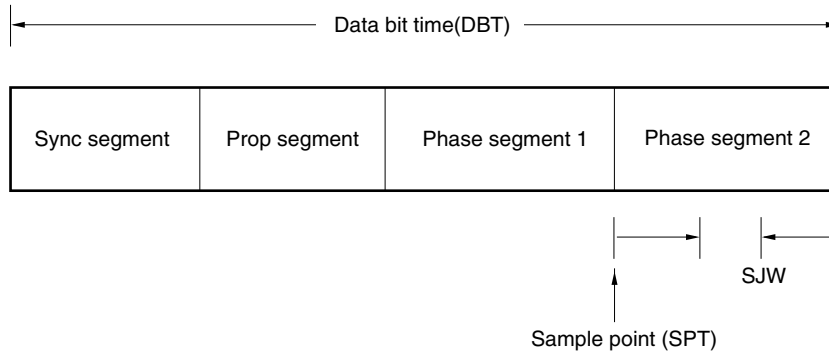 Data bit time(DBT)
Sync segment
Prop segment
Phase segment 1
Phase segment 2
SJW
Sample point (SPT)